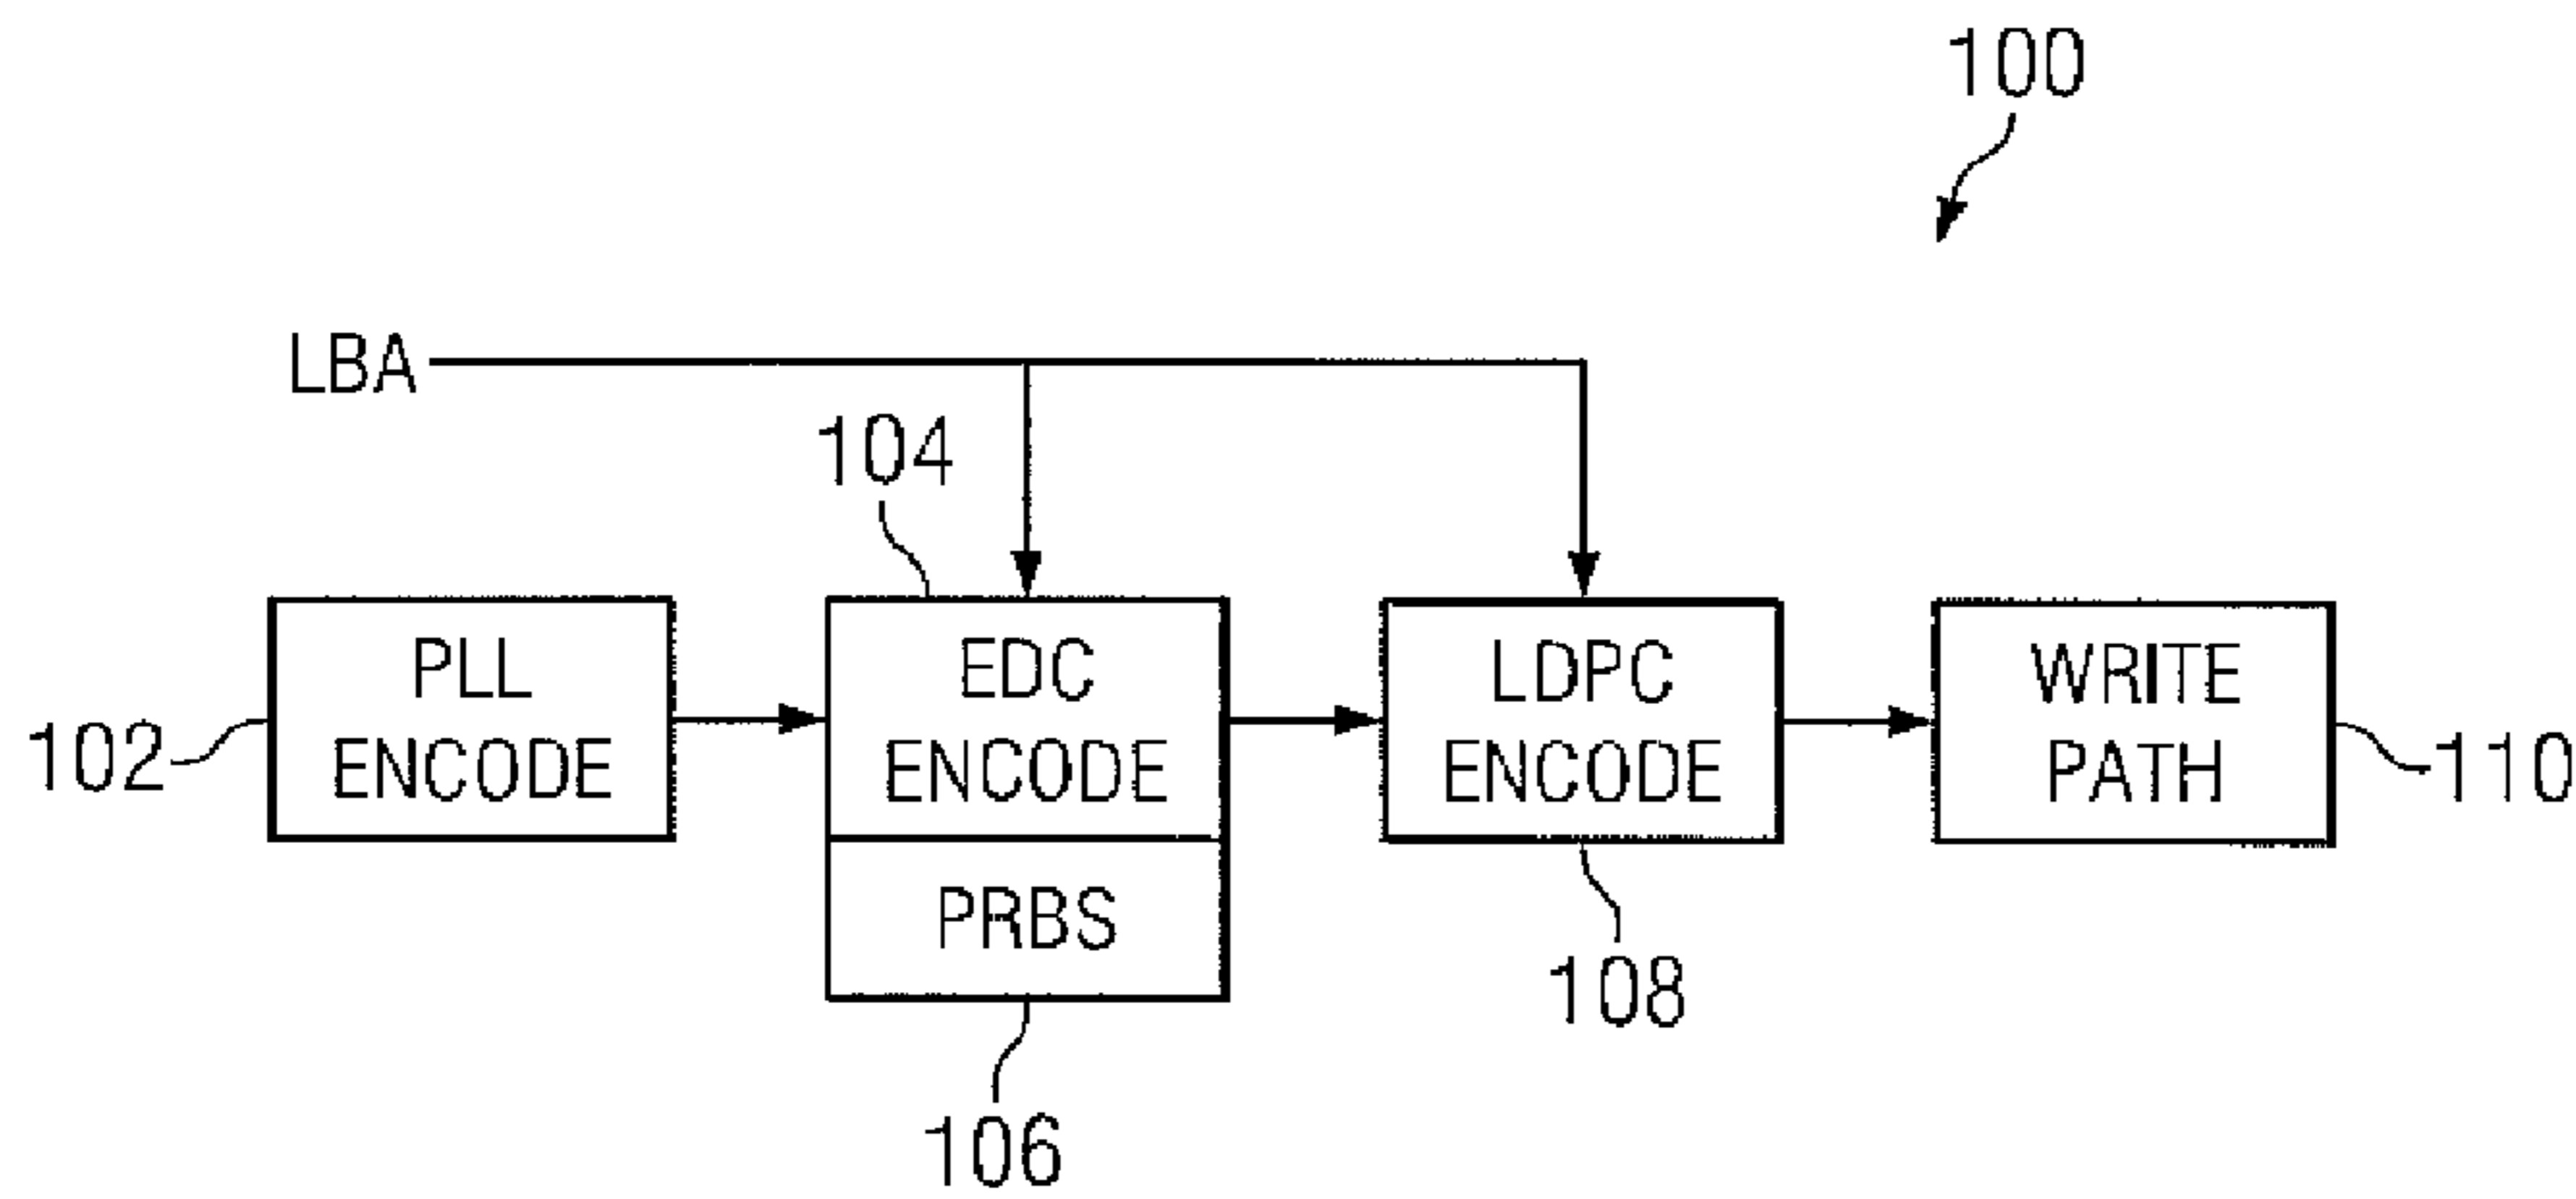 100
LBA
104
PLL
ENCODE
EDC
ENCODE
LDPC
ENCODE
WRITE
PATH
102
110
PRBS
108
106